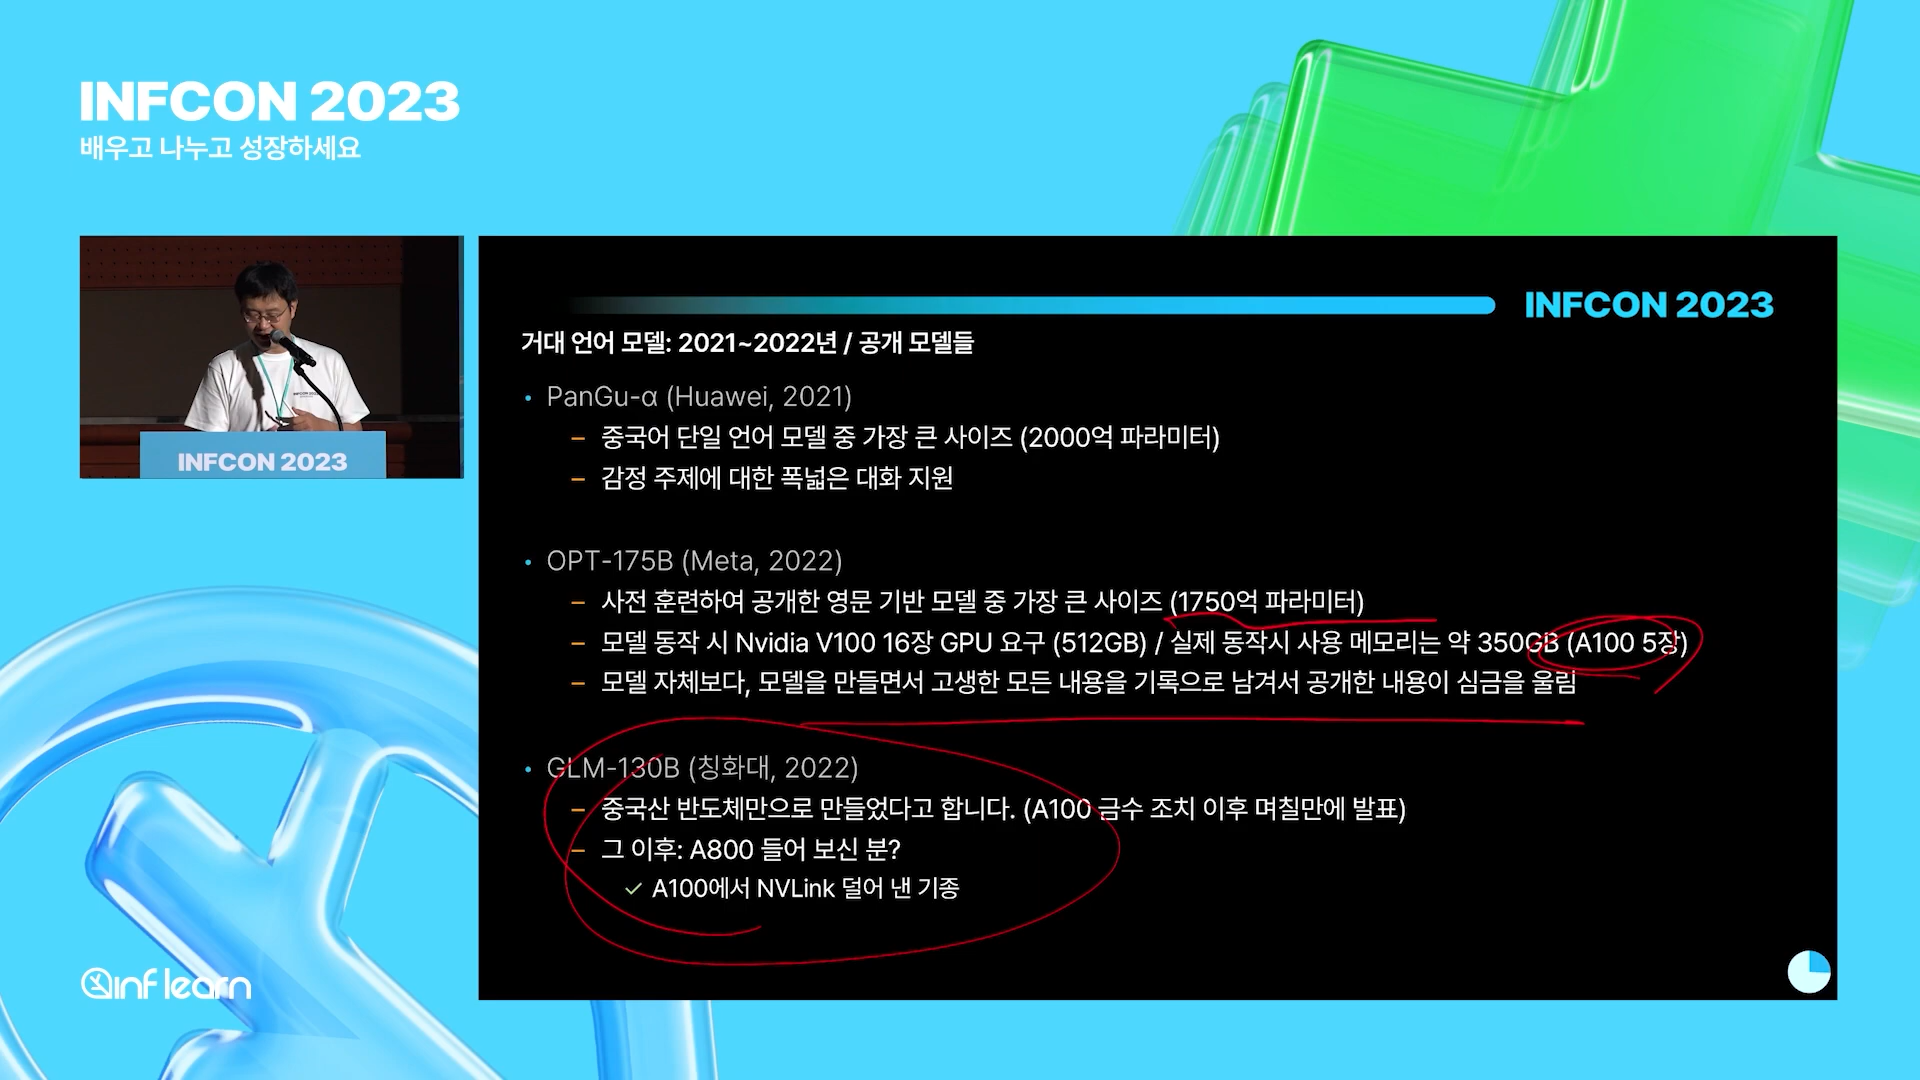 INFCON 2023
배우고 나누고 성장하세요
INFCON 2023
INFCON 2023
거대 언어 모델: 2021~2022년 / 공개 모델들
• PanGu-α (Huawei, 2021)
– 중국어 단일 언어 모델 중 가장 큰 사이즈 (2000억 파라미터)
– 감정 주제에 대한 폭넓은 대화 지원
• OPT-175B (Meta, 2022)
– 사전 훈련하여 공개한 영문 기반 모델 중 가장 큰 사이즈 (1750억 파라미터)
– 모델 동작 시 Nvidia V100 16장 GPU 요구 (512GB) / 실제 동작시 사용 메모리는 약 350GB (A100 5장)
– 모델 자체보다, 모델을 만들면서 고생한 모든 내용을 기록으로 남겨서 공개한 내용이 심금을 울림
• GLM-130B (칭화대, 2022)
– 중국산 반도체만으로 만들었다고 합니다. (A100 금수 조치 이후 며칠만에 발표)
– 그 이후: A800 들어 보신 분?
✓ A100에서 NVLink 덜어 낸 기종
inflearn